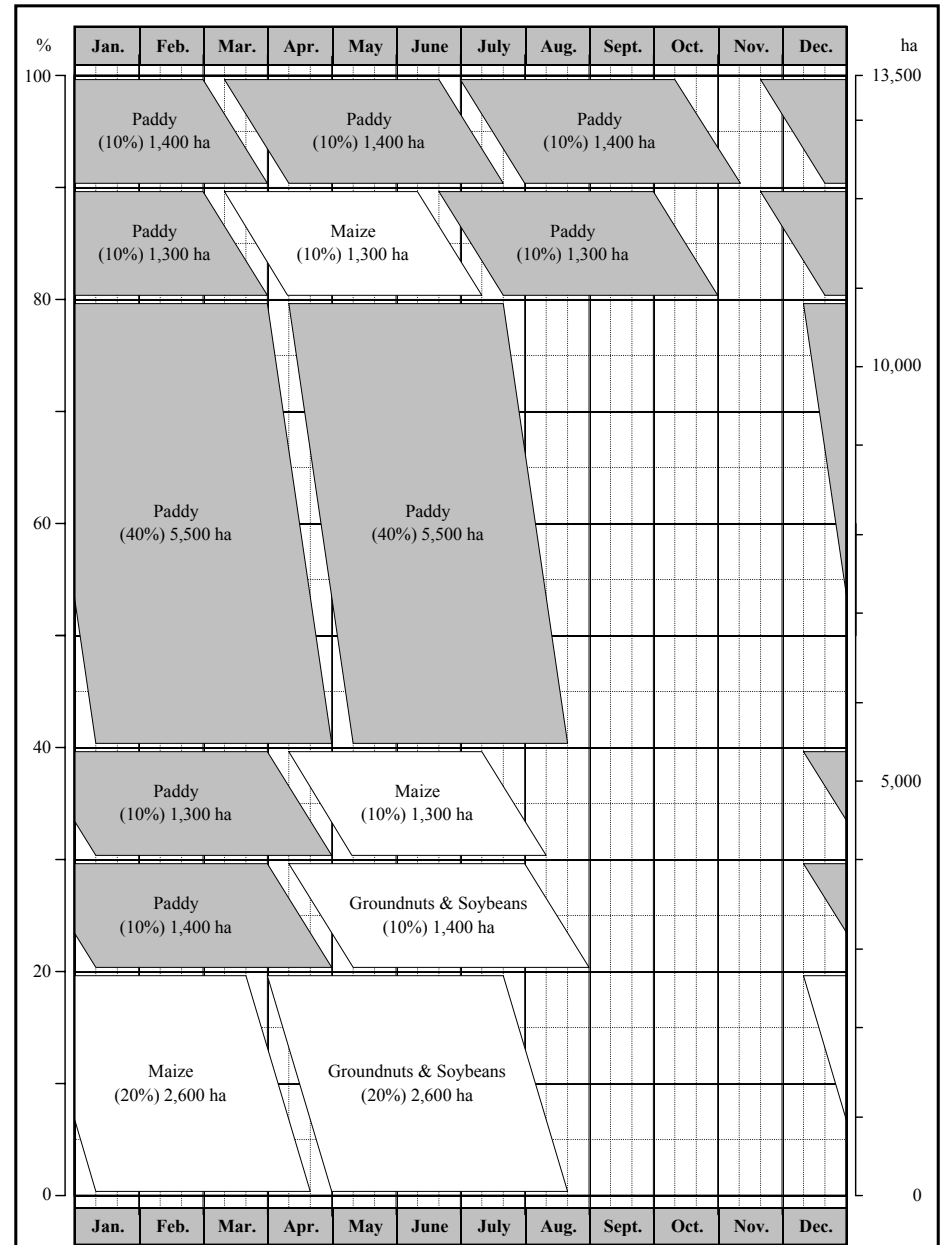 % Jan. Feb. Mar. Apr. May June July Aug. Sept. Oct. Nov. Dec. ha
100 13,500
Paddy Paddy Paddy
(10%) 1,400 ha (10%) 1,400 ha (10%) 1,400 ha
Paddy Maize Paddy
(10%) 1,300 ha (10%) 1,300 ha (10%) 1,300 ha
80
10,000
Paddy Paddy
60
(40%) 5,500 ha (40%) 5,500 ha
40
5,000
Paddy Maize
(10%) 1,300 ha (10%) 1,300 ha
Paddy Groundnuts & Soybeans
(10%) 1,400 ha (10%) 1,400 ha
20
Maize Groundnuts & Soybeans
(20%) 2,600 ha (20%) 2,600 ha
0 0
Jan. Feb. Mar. Apr. May June July Aug. Sept. Oct. Nov. Dec.